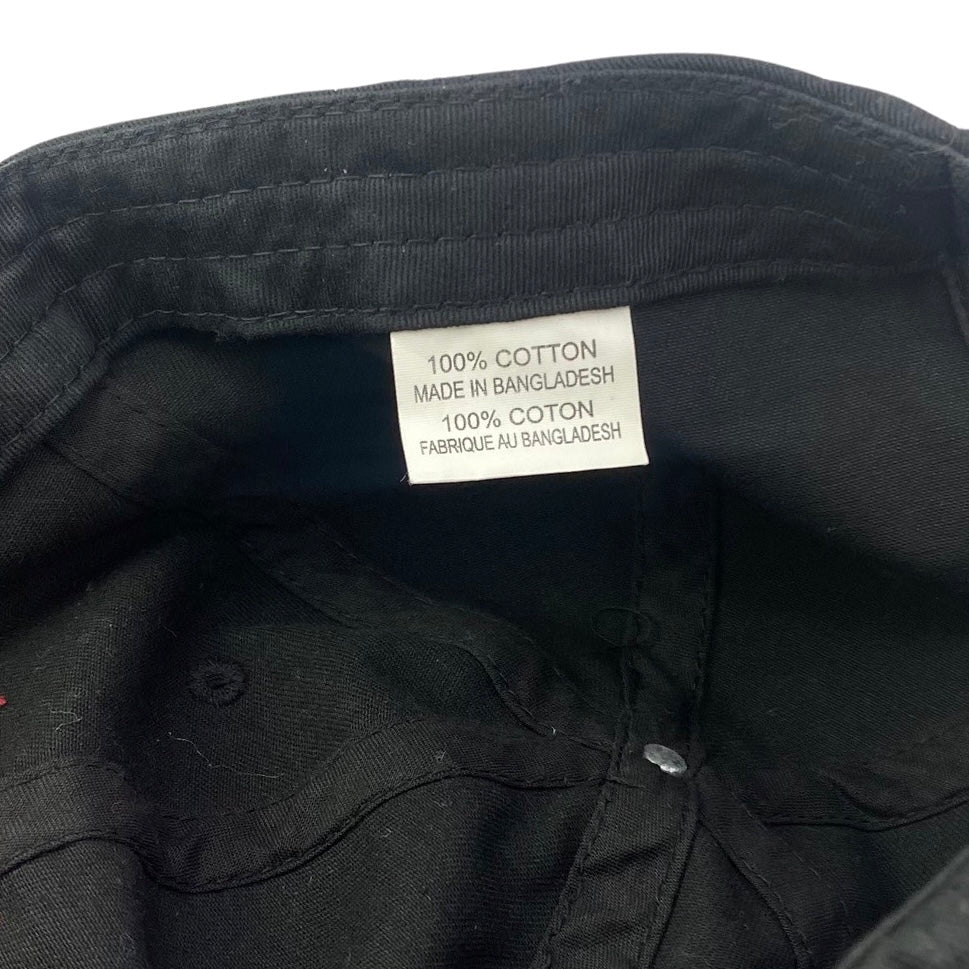 100% COTTON
MADE IN BANGLADESH
100% COTON
FABRIQUE AU BANGLADESH